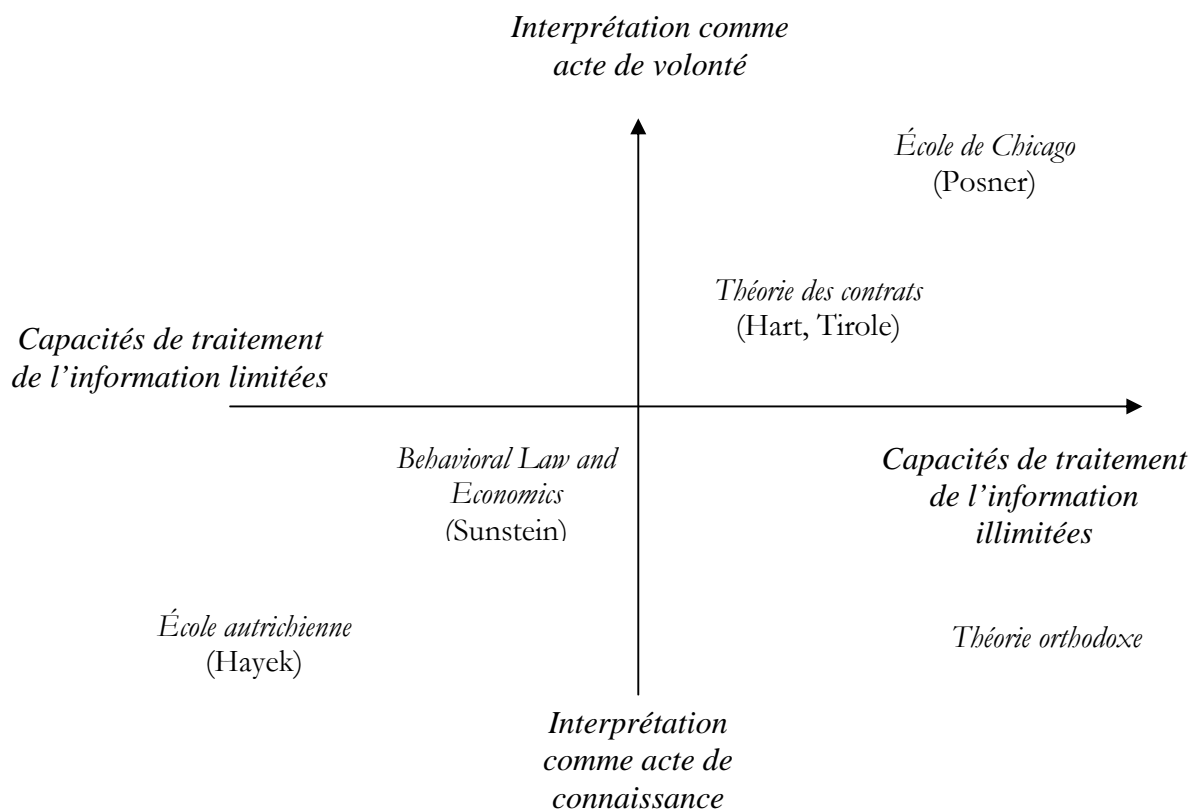 Interprétation comme
acte de volonté
École de Chicago
(Posner)
Théorie des contrats
(Hart, Tirole)
Capacités de traitement
de l’information limitées
Behavioral Law and
Economics
(Sunstein)
Capacités de traitement
de l’information
illimitées
École autrichienne
(Hayek)
Théorie orthodoxe
Interprétation
comme acte de
connaissance